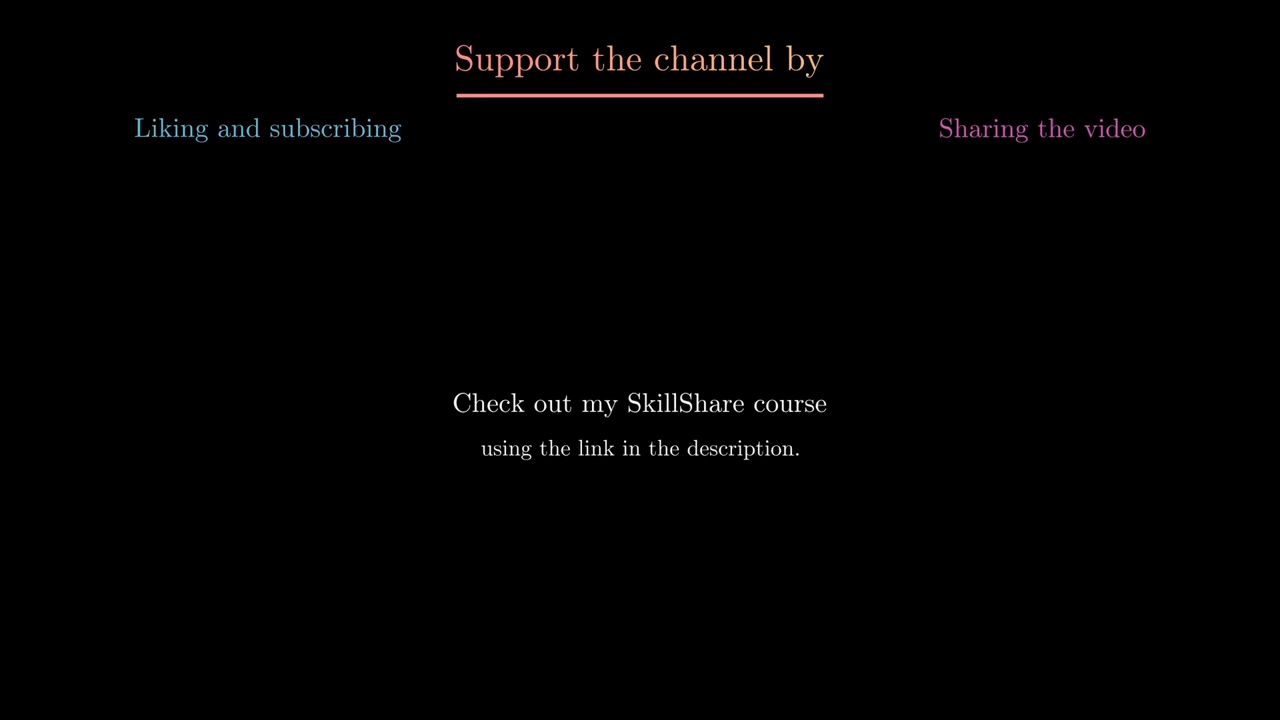 Support the channel by
Liking and subscribing
Sharing the video
Check out my SkillShare course
using the link in the description.